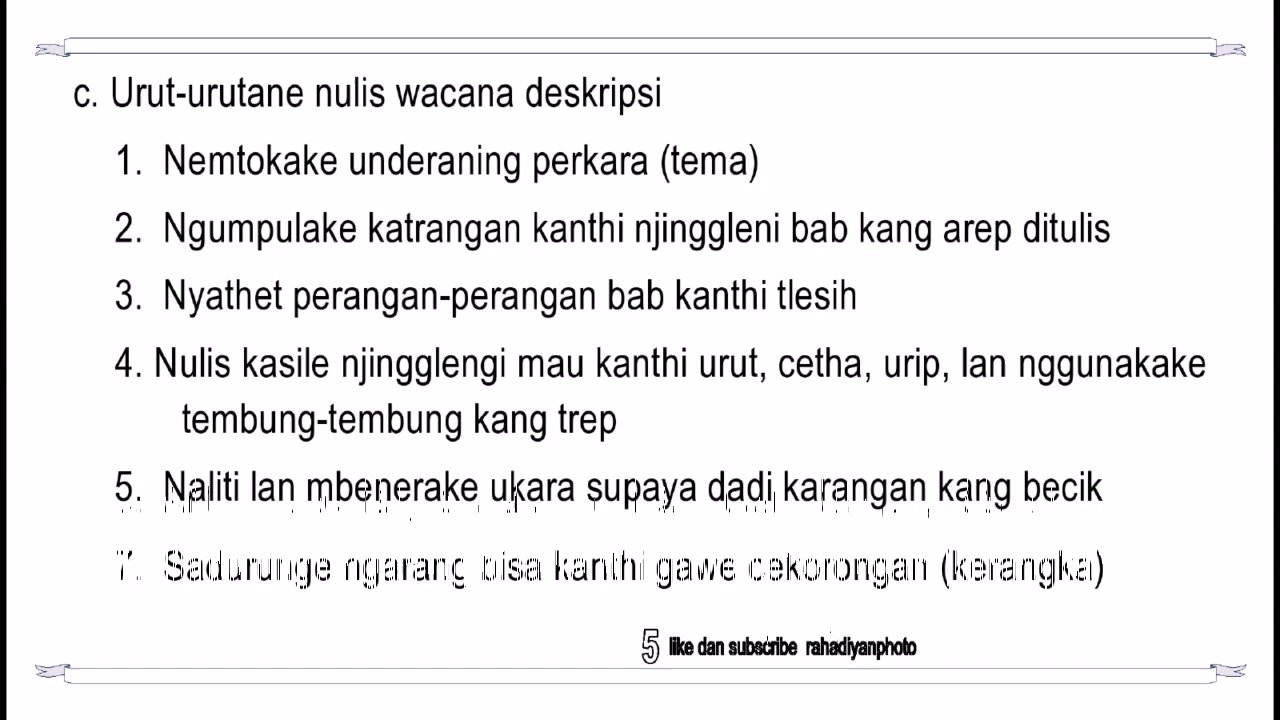 c. Urut-urutane nulis wacana deskripsi
1. Nemtokake underaning perkara (tema)
2. Ngumpulake katrangan kanthi njinggleni bab kang arep ditulis
3. Nyathet perangan-perangan bab kanthi tlesih
4. Nulis kasile njingglengi mau kanthi urut, cetha, urip, lan nggunakake
tembung-tembung kang trep
5. Naliti lan mbenerake ukara supaya dadi karangan kang becik
7. Sadurunge ngarang bisa kanthi gawe cekorongan (kerangka)
5 like dan subscribe rahadiyanphoto